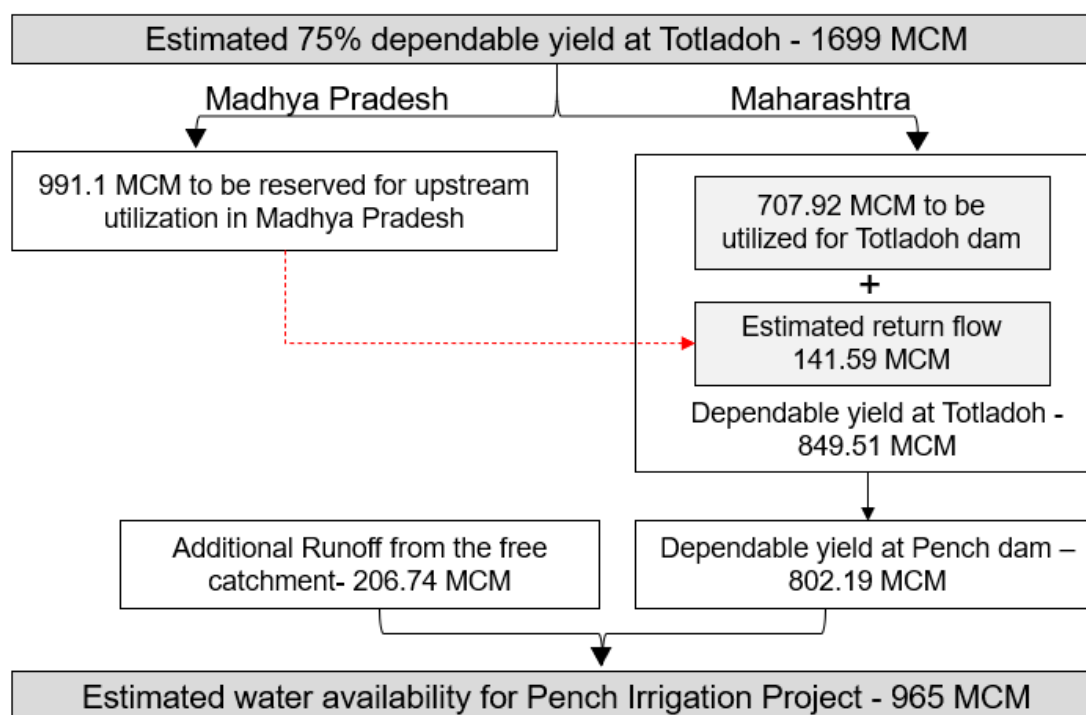 Estimated 75% dependable yield at Totladoh - 1699 MCM
Madhya Pradesh
Maharashtra
991.1 MCM to be reserved for upstream
utilization in Madhya Pradesh
707.92 MCM to be
utilized for Totladoh dam
+
Estimated return flow
141.59 MCM
Dependable yield at Totladoh -
849.51 MCM
Additional Runoff from the free
catchment- 206.74 MCM
Dependable yield at Pench dam –
802.19 MCM
Estimated water availability for Pench Irrigation Project - 965 MCM